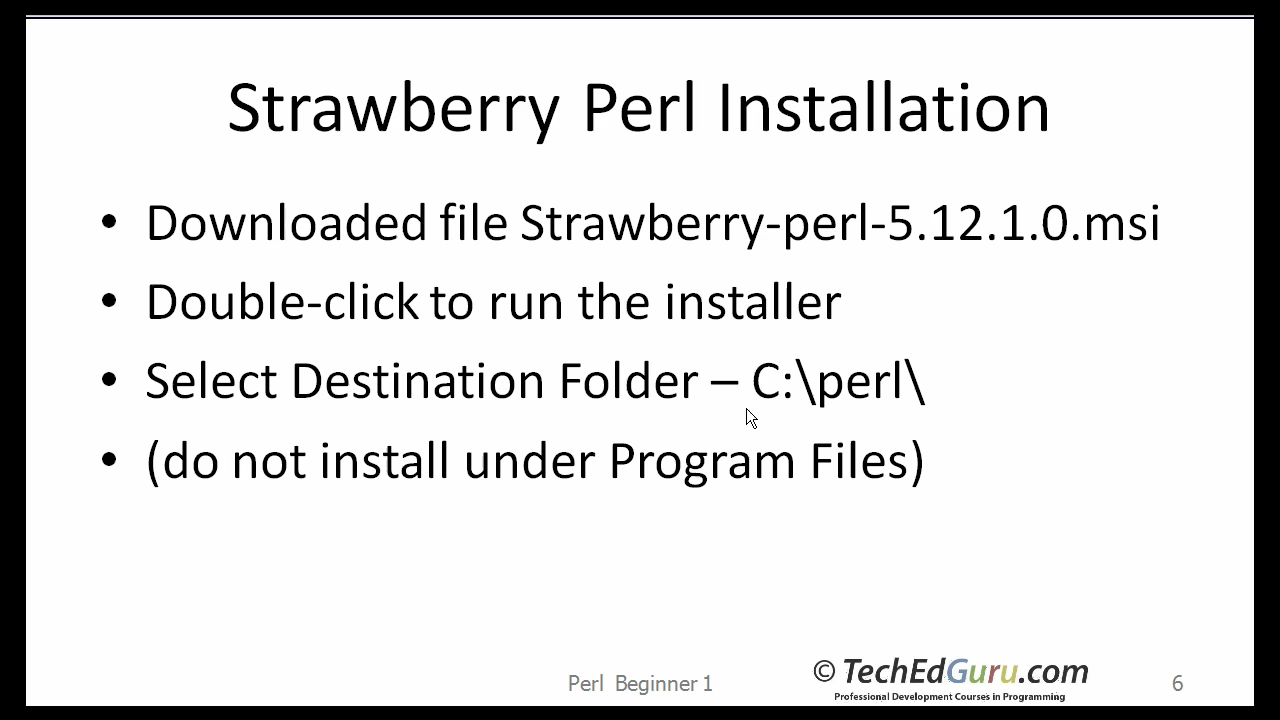 Strawberry Perl Installation
• Downloaded file Strawberry-perl-5.12.1.0.msi
• Double-click to run the installer
• Select Destination Folder – C:\perl\
• (do not install under Program Files)
Perl Beginner 1
© TechEdGuru.com
Professional Development Courses in Programming
6